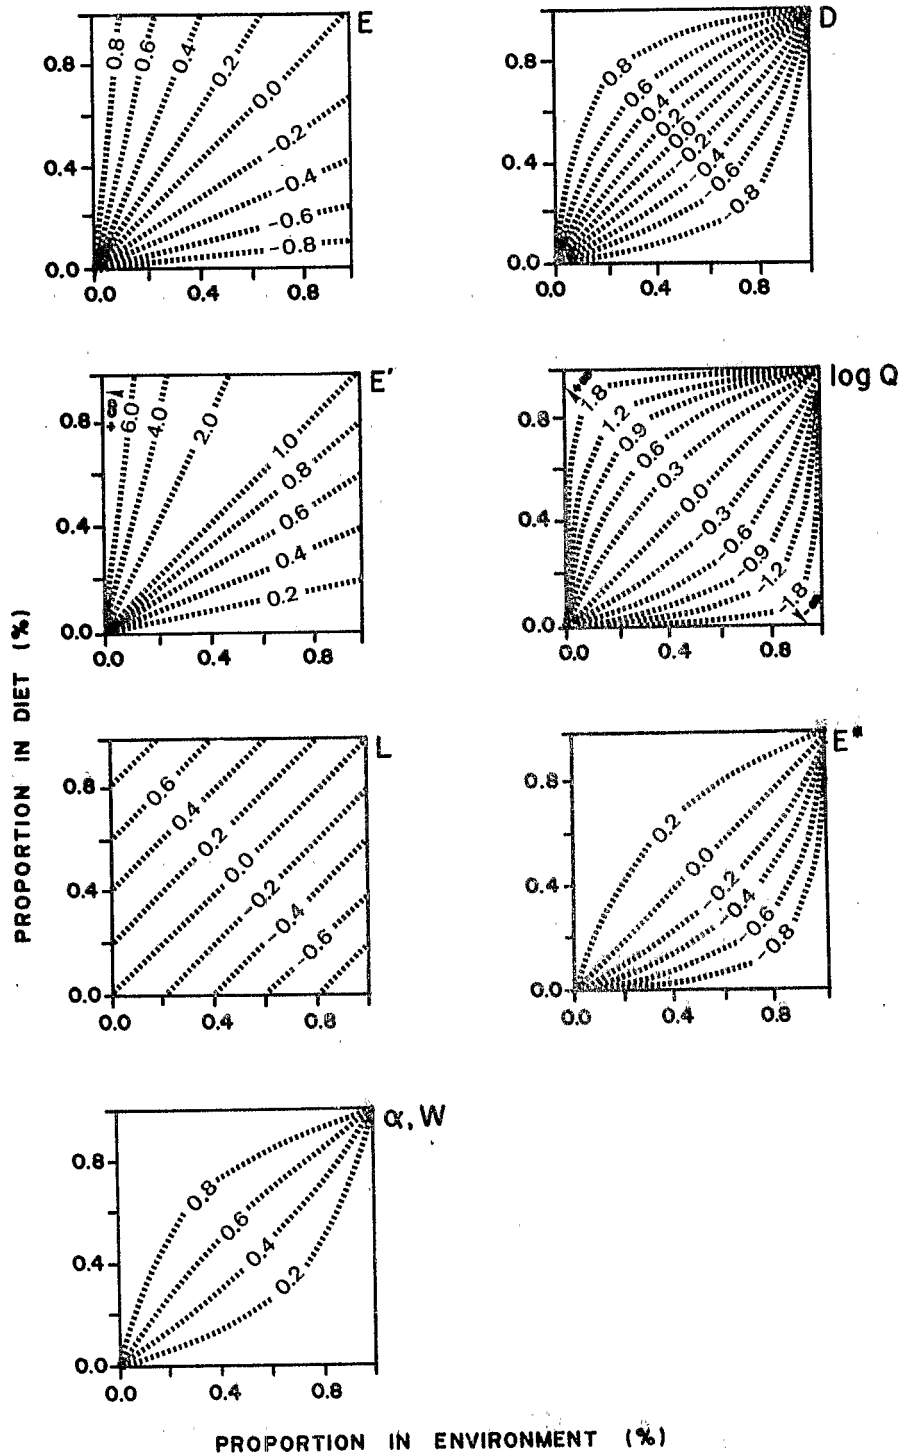 E
0.8 0.6 0.4 0.2 0.0 -0.2 -0.4 -0.6 -0.8
0.8
0.4
0.0
0.0 0.4 0.8
D
0.8 0.6 0.4 0.2 0.0 -0.2 -0.4 -0.6 -0.8
0.8
0.4
0.0
0.0 0.4 0.8
E′
+∞ 6.0 4.0 2.0 1.0 0.8 0.6 0.4 0.2
0.8
0.4
0.0
0.0 0.4 0.8
log Q
+∞ 1.8 1.2 0.9 0.6 0.3 0.0 -0.3 -0.6 -0.9 -1.2 -1.8 -∞
0.8
0.4
0.0
0.0 0.4 0.8
L
0.6 0.4 0.2 0.0 -0.2 -0.4 -0.6
0.8
0.4
0.0
0.0 0.4 0.8
E*
0.2 0.0 -0.2 -0.4 -0.6 -0.8
0.8
0.4
0.0
0.0 0.4 0.8
α, W
0.8 0.6 0.4 0.2
0.8
0.4
0.0
0.0 0.4 0.8
PROPORTION IN DIET (%)
PROPORTION IN ENVIRONMENT (%)